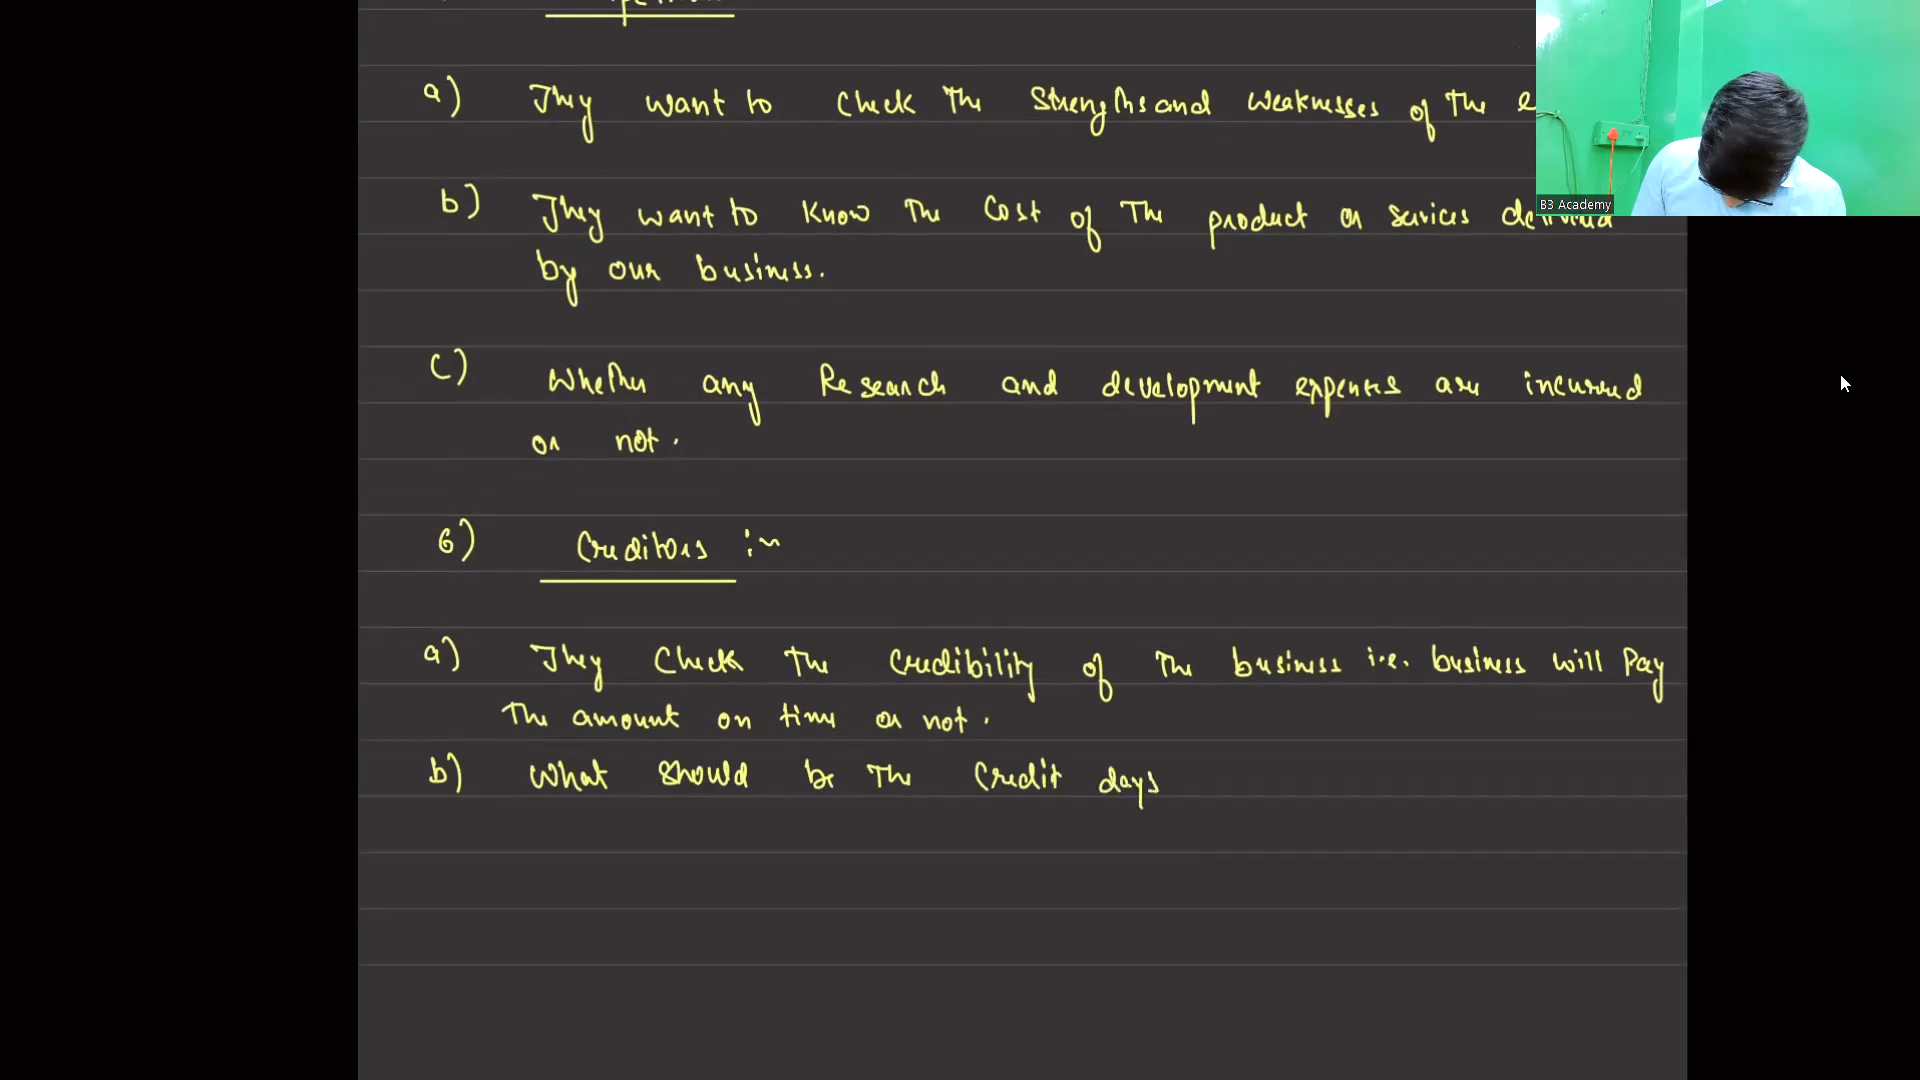 a) They want to check the strengths and weaknesses of the
b) They want to know the cost of the product or services delivered
by our business.
c) Whether any Research and development expenses are incurred
or not.
6) Creditors :~
a) They check the credibility of the business i.e. business will pay
the amount on time or not.
b) What should be the credit days
B3 Academy